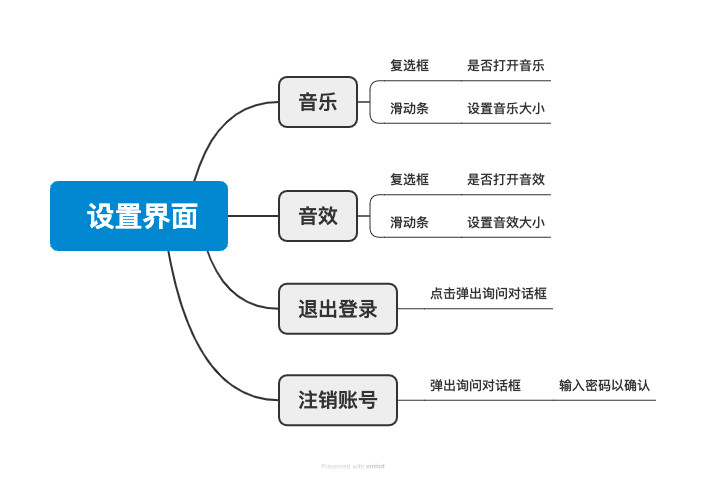 设置界面
音乐
复选框
是否打开音乐
滑动条
设置音乐大小
音效
复选框
是否打开音效
滑动条
设置音效大小
退出登录
点击弹出询问对话框
注销账号
弹出询问对话框
输入密码以确认
Presented with xmind